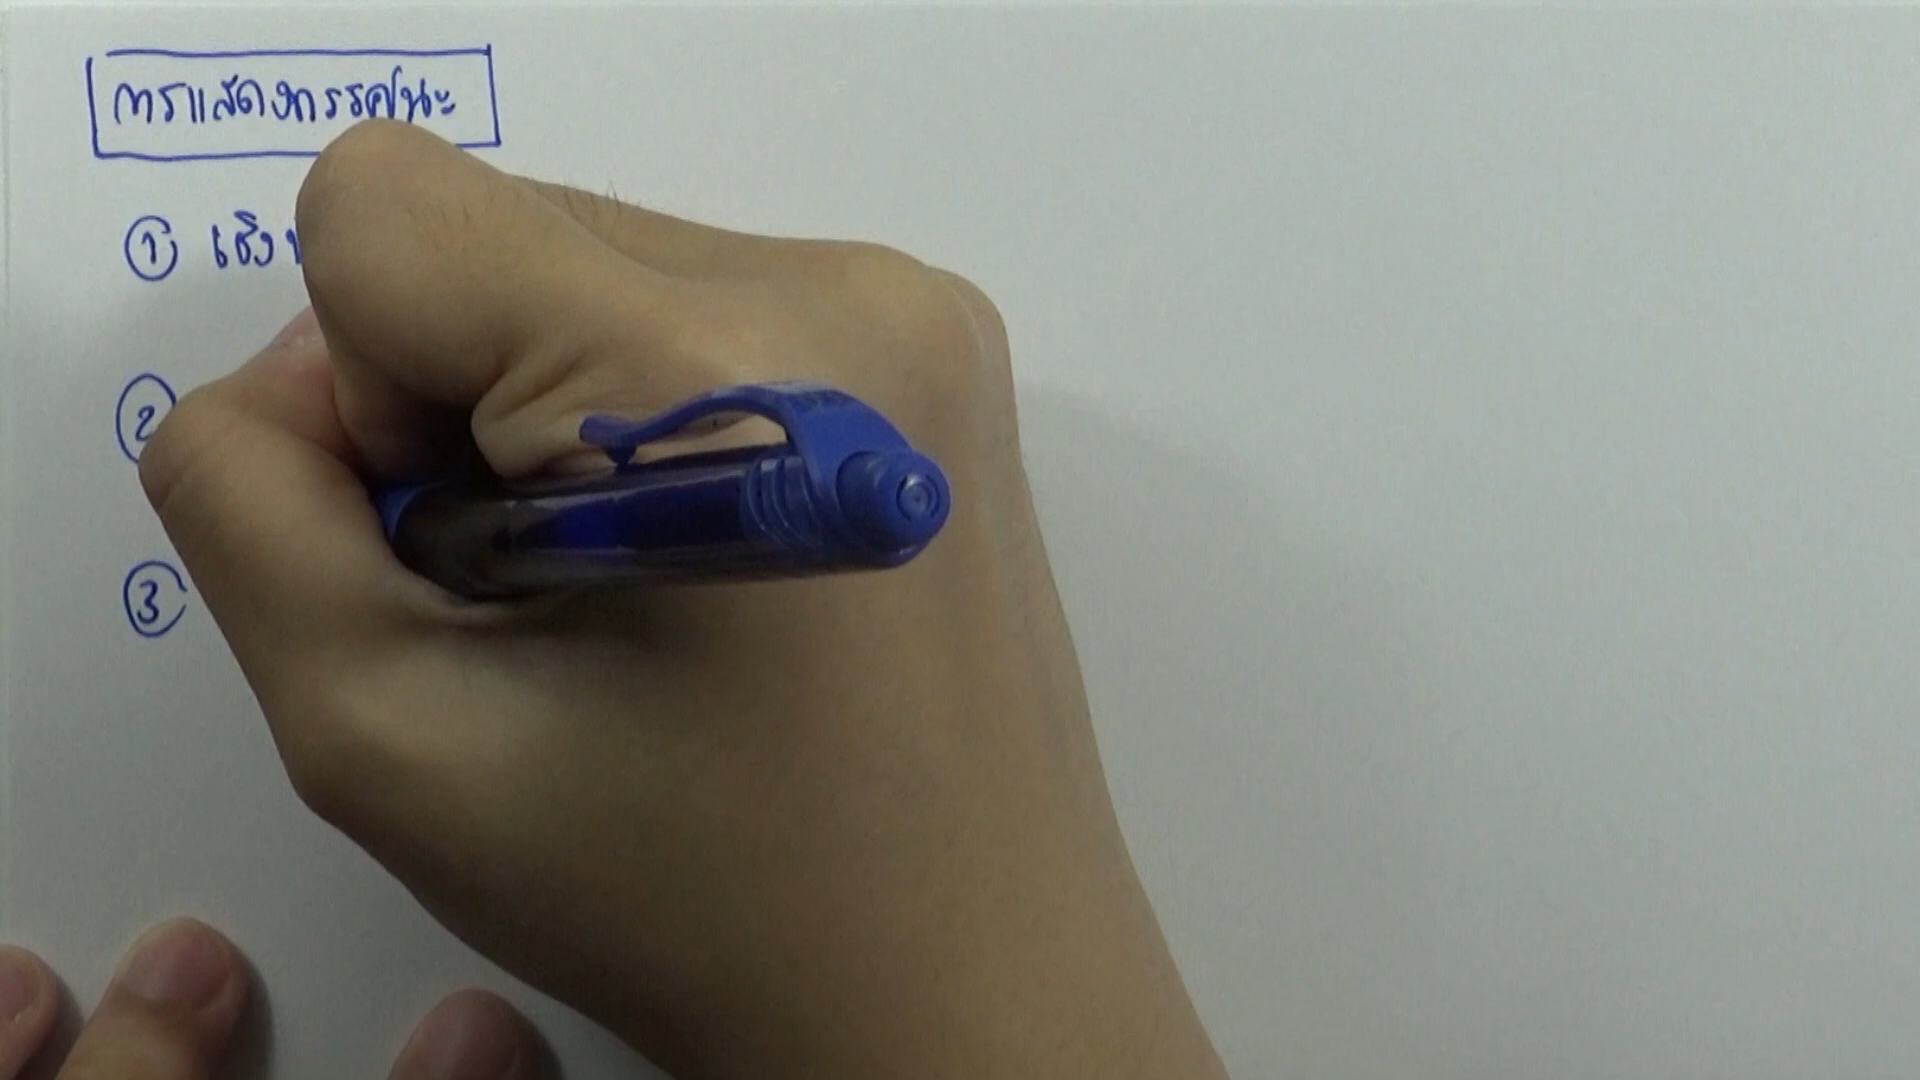 การแสดงทรรศนะ
① เชิง
②
③